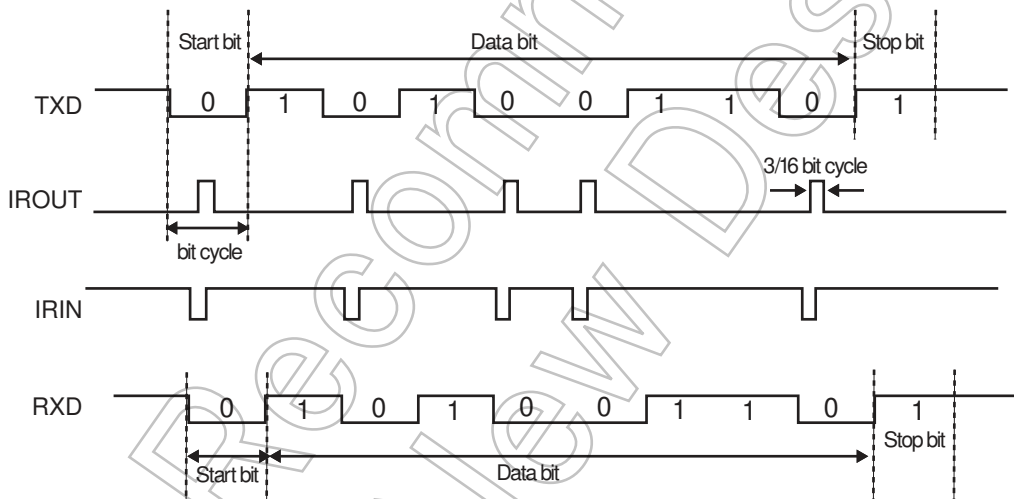 Start bit Data bit Stop bit
TXD 0 1 0 1 0 0 1 1 0 1
3/16 bit cycle
IROUT
bit cycle
IRIN
RXD 0 1 0 1 0 0 1 1 0 1
Stop bit
Start bit Data bit